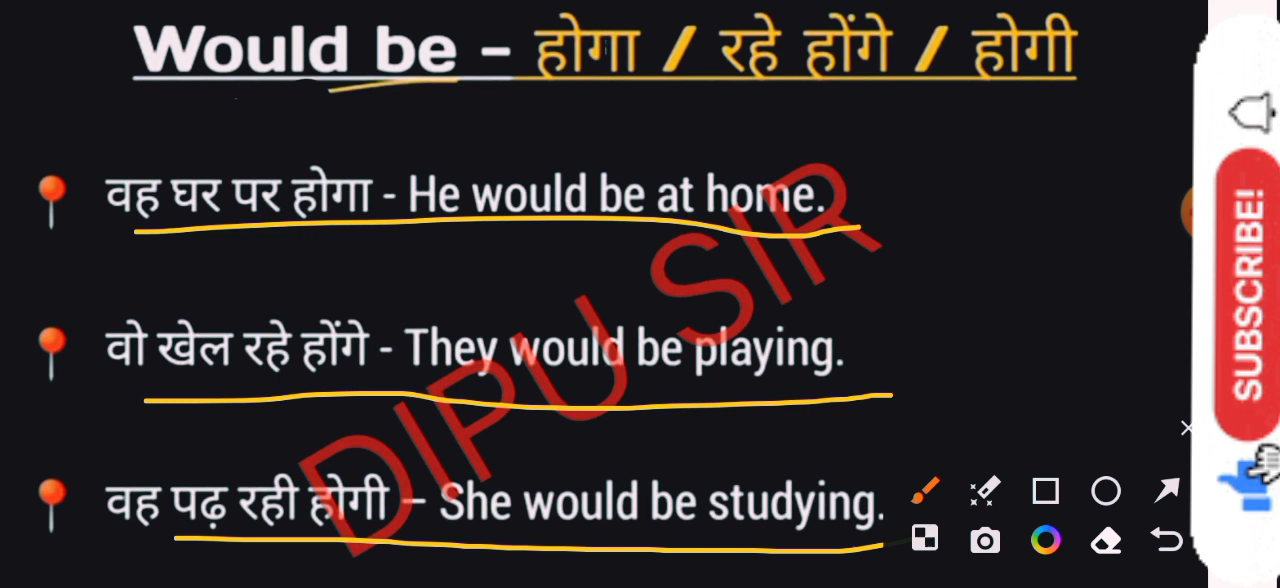 Would be – होगा / रहे होंगे / होगी
वह घर पर होगा - He would be at home.
वो खेल रहे होंगे - They would be playing.
वह पढ़ रही होगी – She would be studying.
DIPU SIR
SUBSCRIBE!